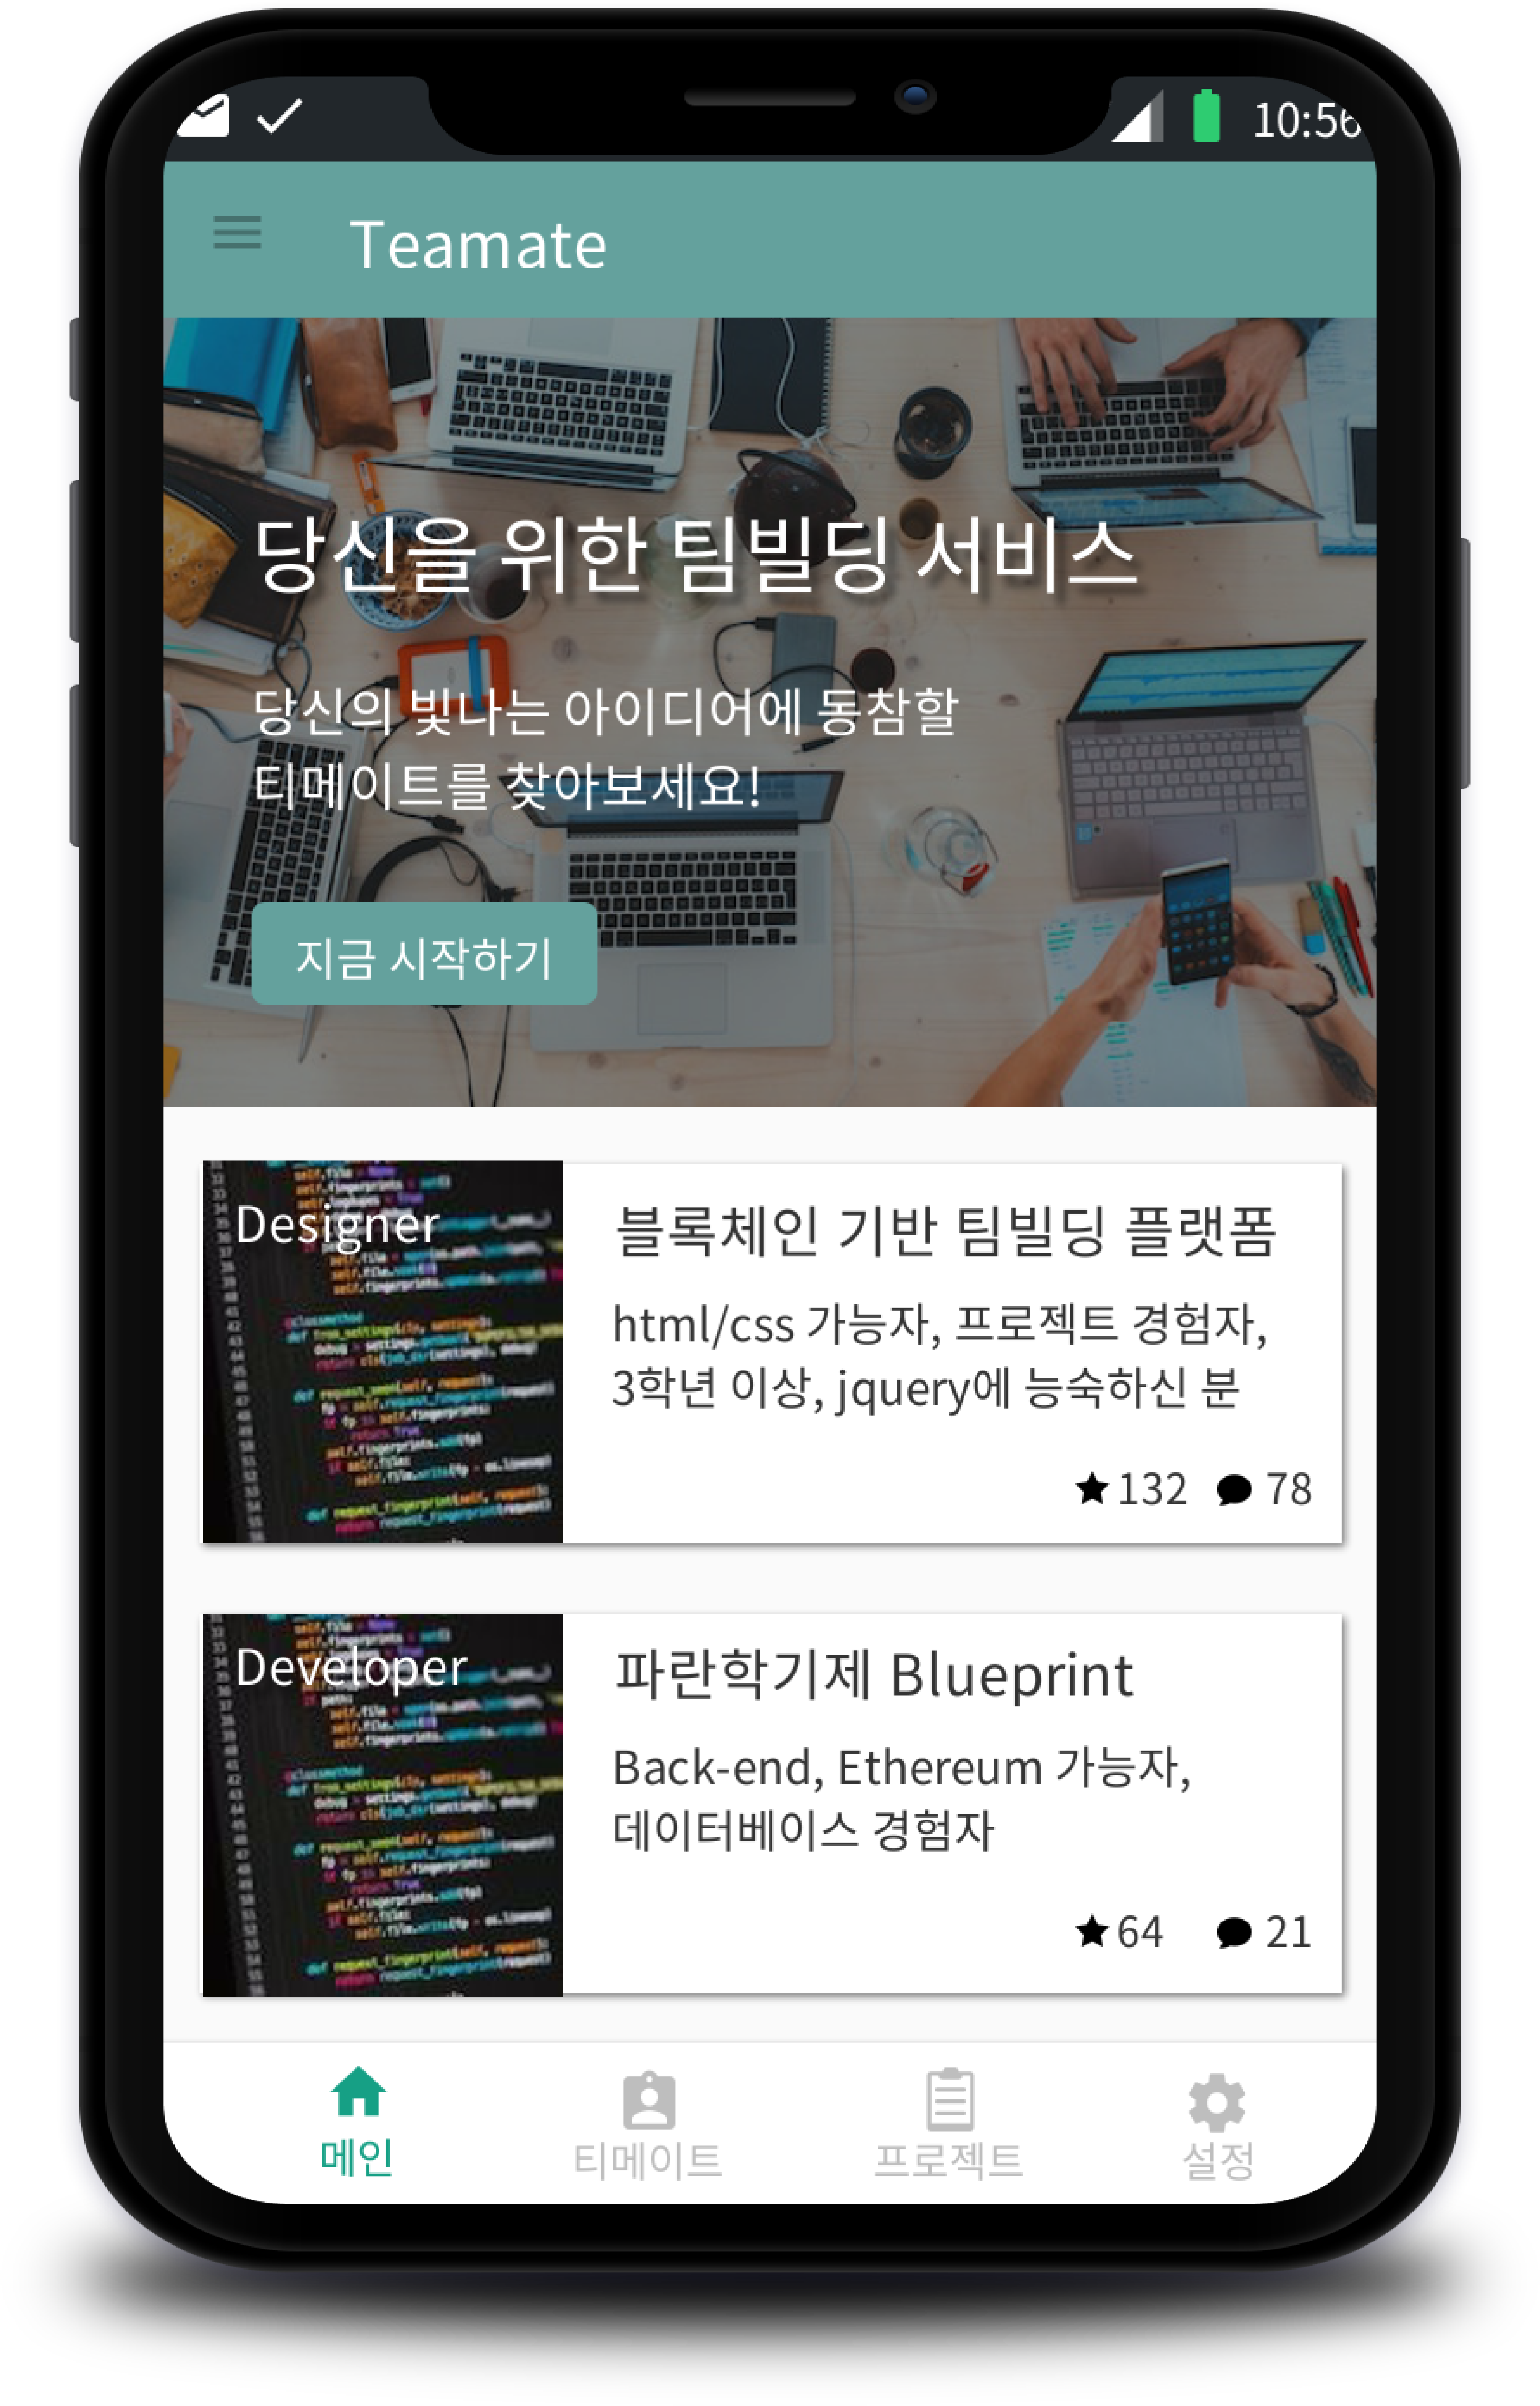 10:56
Teamate
당신을 위한 팀빌딩 서비스
당신의 빛나는 아이디어에 동참할
티메이트를 찾아보세요!
지금 시작하기
Designer
블록체인 기반 팀빌딩 플랫폼
html/css 가능자, 프로젝트 경험자,
3학년 이상, jquery에 능숙하신 분
132 78
Developer
파란학기제 Blueprint
Back-end, Ethereum 가능자,
데이터베이스 경험자
64 21
메인 티메이트 프로젝트 설정